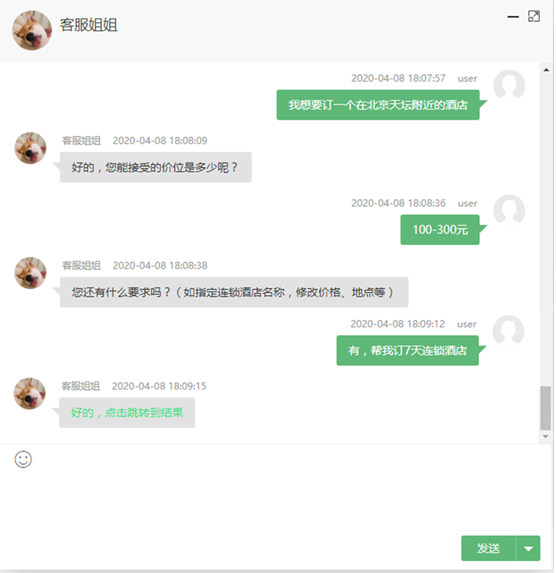 客服姐姐
2020-04-08 18:07:57 user
我想要订一个在北京天坛附近的酒店
客服姐姐 2020-04-08 18:08:09
好的，您能接受的价位是多少呢？
2020-04-08 18:08:36 user
100-300元
客服姐姐 2020-04-08 18:08:38
您还有什么要求吗？（如指定连锁酒店名称，修改价格、地点等）
2020-04-08 18:09:12 user
有，帮我订7天连锁酒店
客服姐姐 2020-04-08 18:09:15
好的，点击跳转到结果
发送